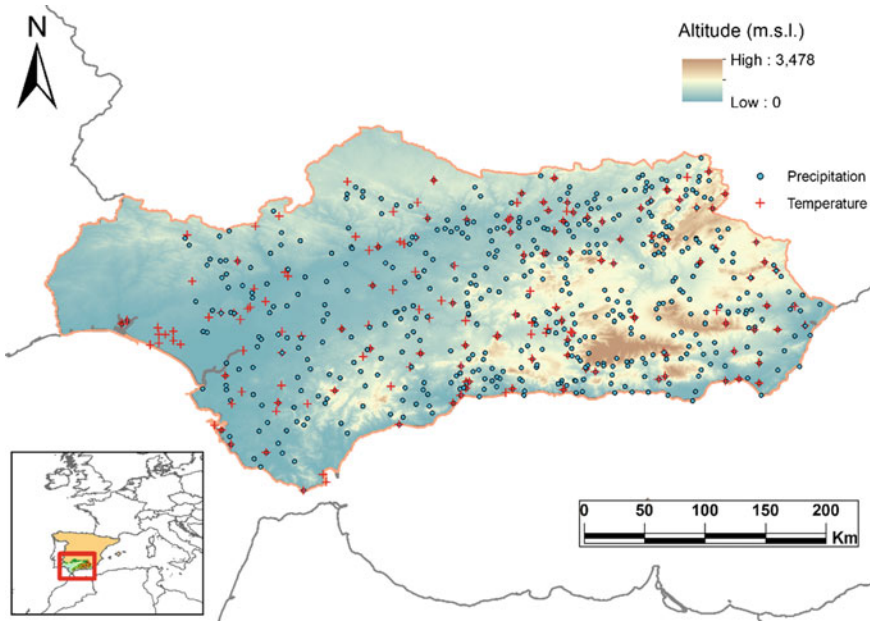 N
Altitude (m.s.l.)
High : 3,478
Low : 0
Precipitation
Temperature
0 50 100 150 200
Km